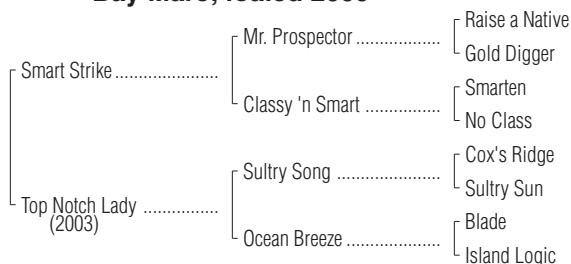 Bay Mare, foaled
Raise a Native
Mr. Prospector ..................
Gold Digger
Smart Strike ......................
Smarten
Classy 'n Smart ................
No Class
Cox's Ridge
Sultry Song ......................
Sultry Sun
Top Notch Lady ................
(2003)
Blade
Ocean Breeze ....................
Island Logic